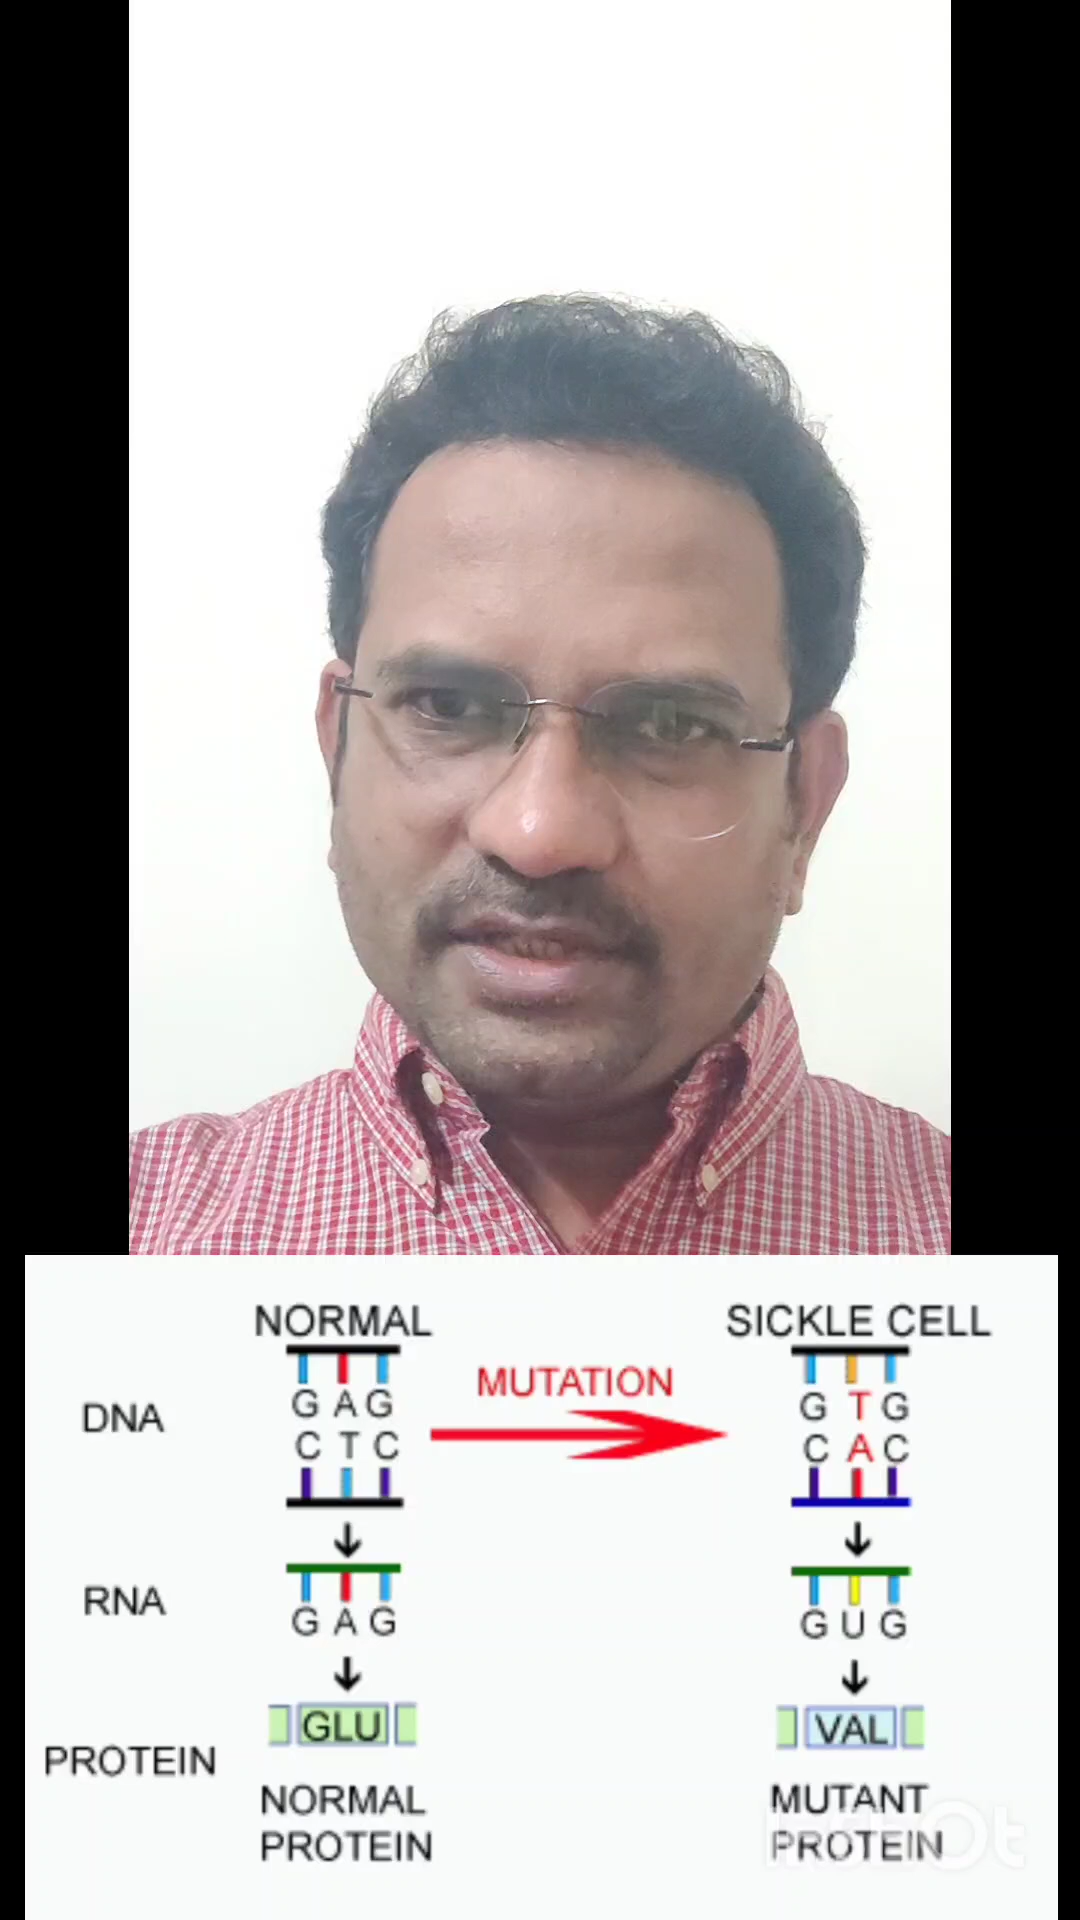 NORMAL
SICKLE CELL
MUTATION
DNA
G A G
C T C
G T G
C A C
RNA
G A G
G U G
GLU
VAL
PROTEIN
NORMAL
PROTEIN
MUTANT
PROTEIN